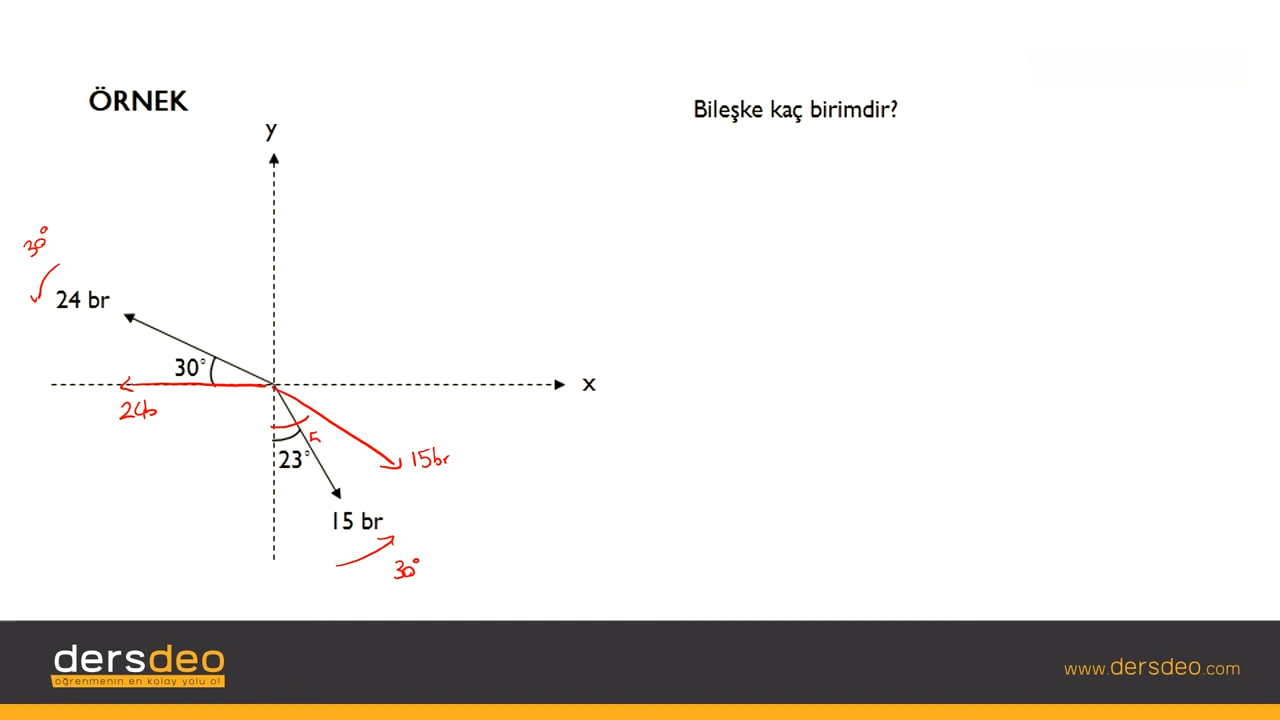 ÖRNEK
Bileşke kaç birimdir?
y
30°
24 br
30°
x
24b
5
15br
23°
15 br
30°
dersdeo
öğrenmenin en kolay yolu o!
www.dersdeo.com